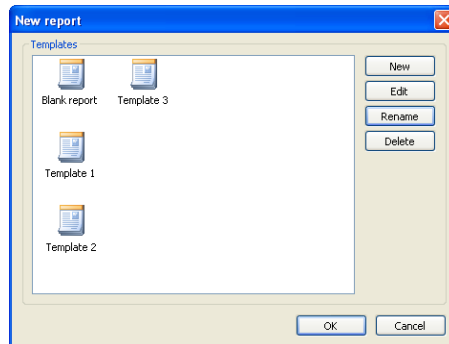 New report
Templates
Blank report
Template 3
Template 1
Template 2
New
Edit
Rename
Delete
OK
Cancel